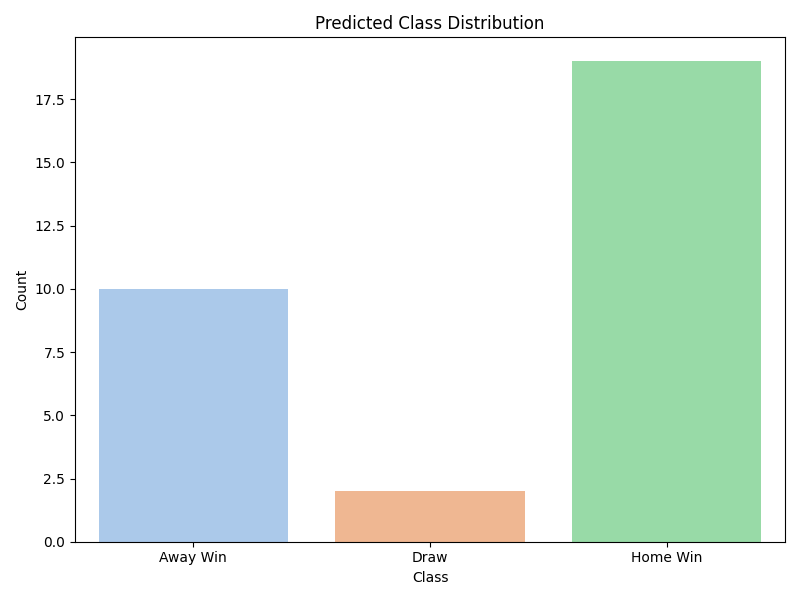 Predicted Class Distribution
17.5
15.0
12.5
10.0
7.5
5.0
2.5
0.0
Count
Away Win
Draw
Home Win
Class